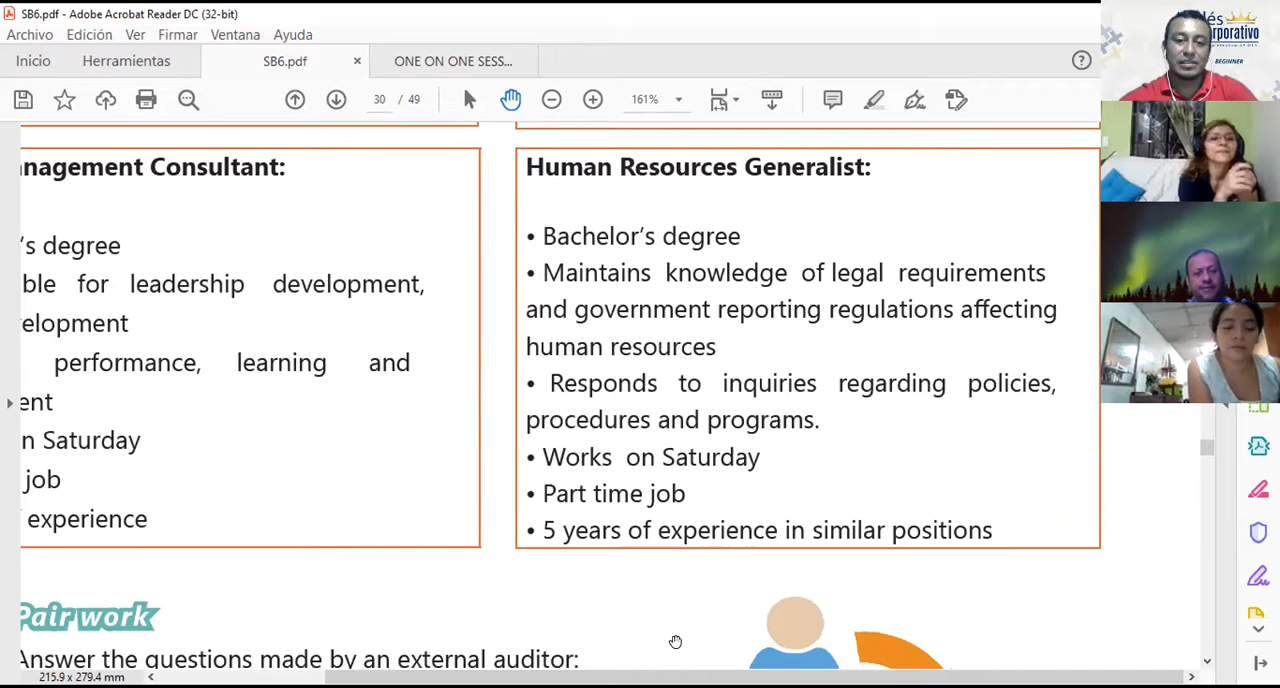 SB6.pdf - Adobe Acrobat Reader DC (32-bit)
Archivo Edición Ver Firmar Ventana Ayuda
Inicio Herramientas SB6.pdf × ONE ON ONE SESS...
30 / 49 161%
nagement Consultant:
's degree
ble for leadership development,
elopment
performance, learning and
ent
n Saturday
job
experience
Human Resources Generalist:
• Bachelor's degree
• Maintains knowledge of legal requirements
and government reporting regulations affecting
human resources
• Responds to inquiries regarding policies,
procedures and programs.
• Works on Saturday
• Part time job
• 5 years of experience in similar positions
Pair work
Answer the questions made by an external auditor:
215.9 x 279.4 mm
BEGINNER